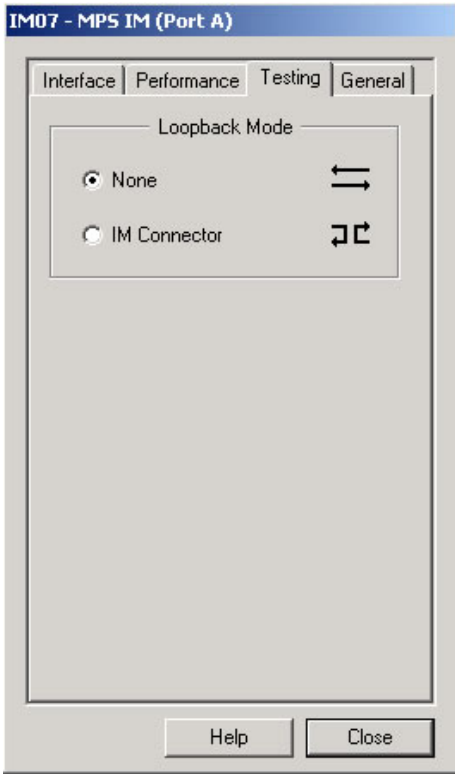 IM07 - MPS IM (Port A)
Interface Performance Testing General
Loopback Mode
None
IM Connector
Help Close